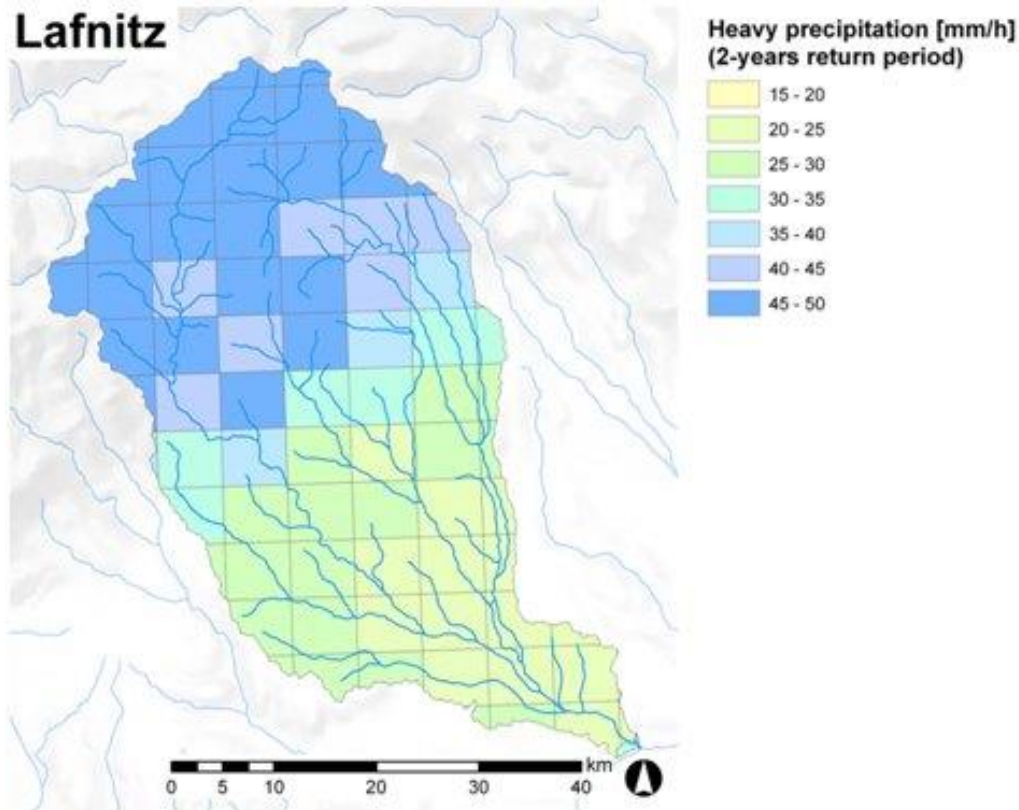 Lafnitz
Heavy precipitation [mm/h]
(2-years return period)
15 - 20
20 - 25
25 - 30
30 - 35
35 - 40
40 - 45
45 - 50
km
0 5 10 20 30 40